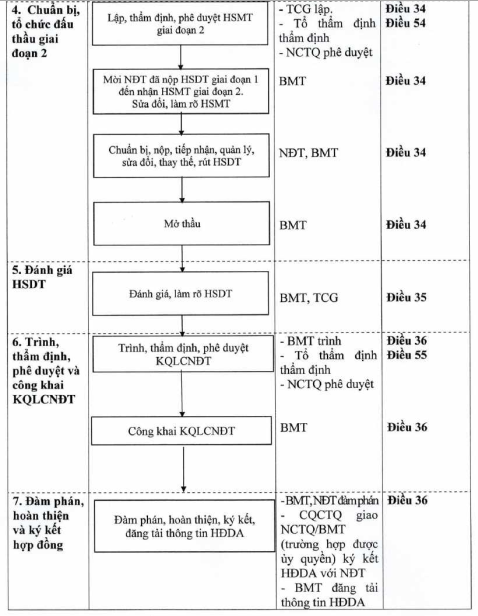 4. Chuẩn bị,
tổ chức đấu
thầu giai
đoạn 2
Lập, thẩm định, phê duyệt HSMT
giai đoạn 2
- TCG lập.
- Tổ thẩm định
thẩm định
- NCTQ phê duyệt
Điều 34
Điều 54
Mời NĐT đã nộp HSDT giai đoạn 1
đến nhận HSMT giai đoạn 2.
Sửa đổi, làm rõ HSMT
BMT
Điều 34
Chuẩn bị, nộp, tiếp nhận, quản lý,
sửa đổi, thay thế, rút HSDT
NĐT, BMT
Điều 34
Mở thầu
BMT
Điều 34
5. Đánh giá
HSDT
Đánh giá, làm rõ HSDT
BMT, TCG
Điều 35
6. Trình,
thẩm định,
phê duyệt và
công khai
KQLCNĐT
Trình, thẩm định, phê duyệt
KQLCNĐT
- BMT trình
- Tổ thẩm định
thẩm định
- NCTQ phê duyệt
Điều 36
Điều 55
Công khai KQLCNĐT
BMT
Điều 36
7. Đàm phán,
hoàn thiện
và ký kết
hợp đồng
Đàm phán, hoàn thiện, ký kết,
đăng tải thông tin HĐDA
-BMT, NĐT đàm phán
- CQCTQ giao
NCTQ/BMT
(trường hợp được
ủy quyền) ký kết
HĐDA với NĐT
- BMT đăng tải
thông tin HĐDA
Điều 36